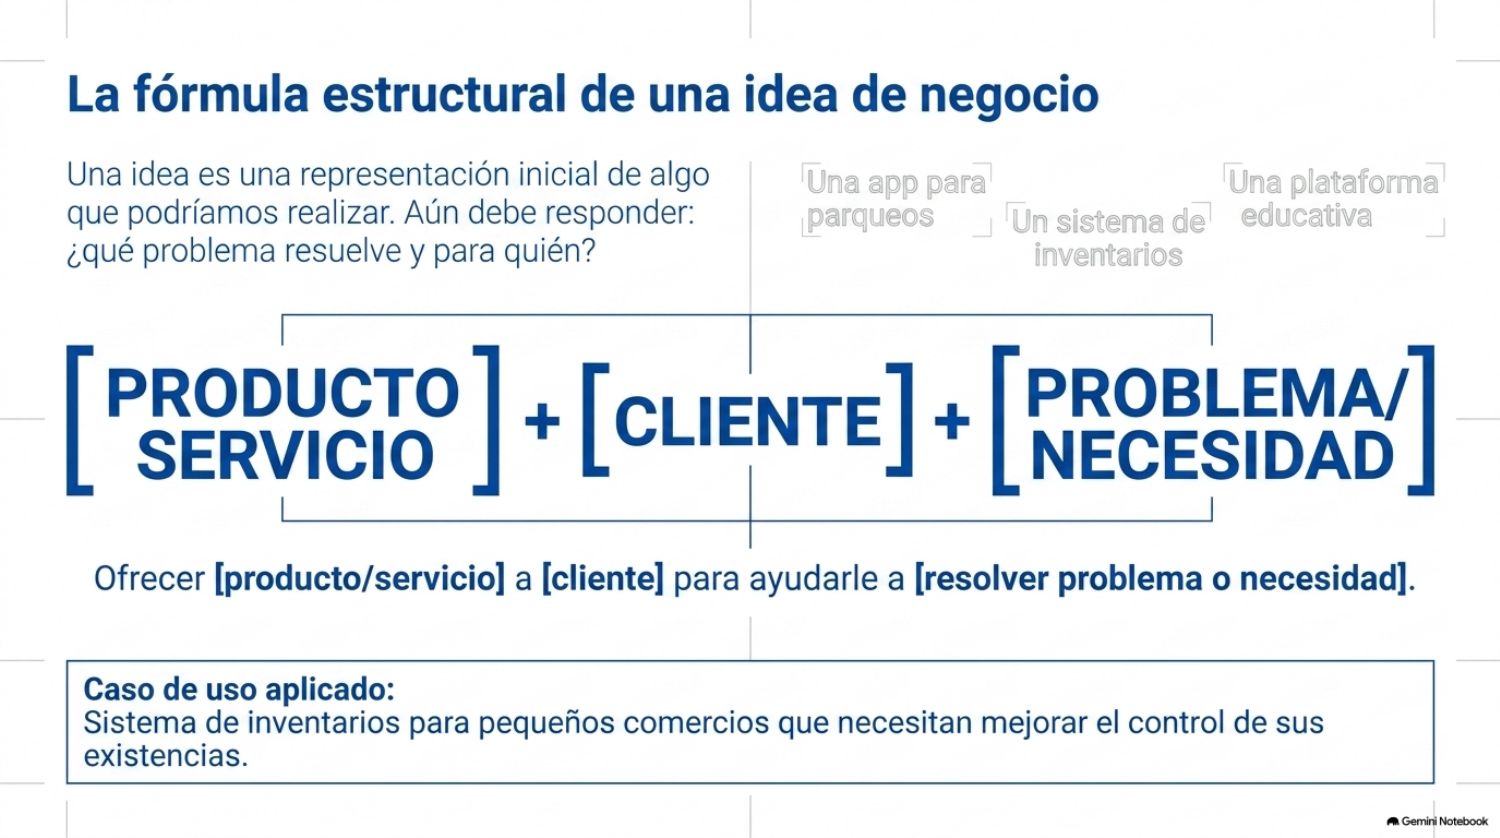 La fórmula estructural de una idea de negocio
Una idea es una representación inicial de algo
que podríamos realizar. Aún debe responder:
¿qué problema resuelve y para quién?
Una app para
parqueos
Un sistema de
inventarios
Una plataforma
educativa
[PRODUCTO
SERVICIO]
+
[CLIENTE]
+
[PROBLEMA/
NECESIDAD]
Ofrecer [producto/servicio] a [cliente] para ayudarle a [resolver problema o necesidad].
Caso de uso aplicado:
Sistema de inventarios para pequeños comercios que necesitan mejorar el control de sus
existencias.
Gemini Notebook